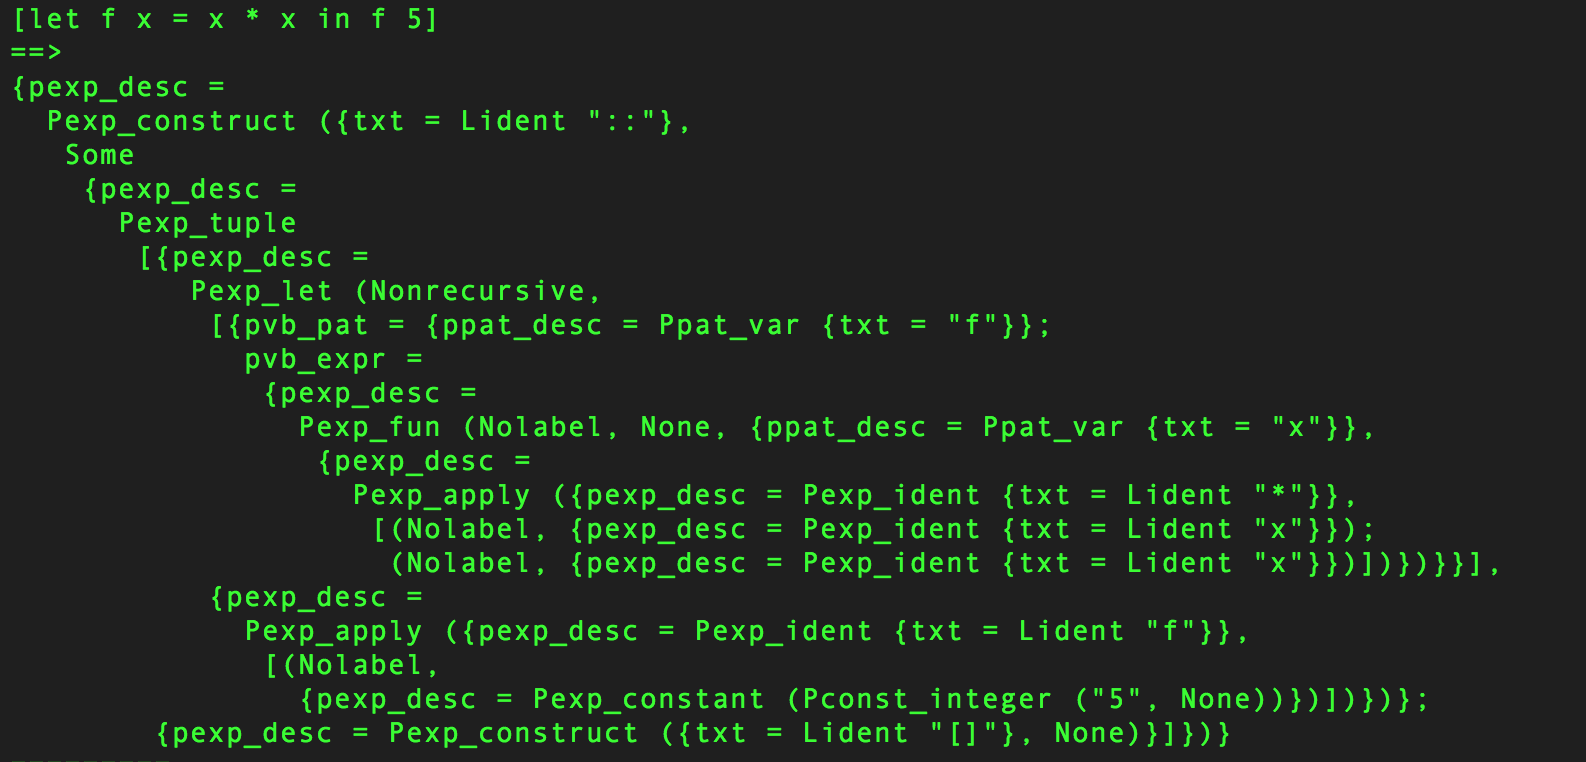 [let f x = x * x in f 5]
==>
{pexp_desc =
  Pexp_construct ({txt = Lident "::"},
   Some
    {pexp_desc =
      Pexp_tuple
       [{pexp_desc =
          Pexp_let (Nonrecursive,
           [{pvb_pat = {ppat_desc = Ppat_var {txt = "f"}};
             pvb_expr =
              {pexp_desc =
                Pexp_fun (Nolabel, None, {ppat_desc = Ppat_var {txt = "x"}},
                 {pexp_desc =
                   Pexp_apply ({pexp_desc = Pexp_ident {txt = Lident "*"}},
                    [(Nolabel, {pexp_desc = Pexp_ident {txt = Lident "x"}});
                     (Nolabel, {pexp_desc = Pexp_ident {txt = Lident "x"}})])})}}],
           {pexp_desc =
             Pexp_apply ({pexp_desc = Pexp_ident {txt = Lident "f"}},
              [(Nolabel,
                {pexp_desc = Pexp_constant (Pconst_integer ("5", None))})])})};
        {pexp_desc = Pexp_construct ({txt = Lident "[]"}, None)}]})}